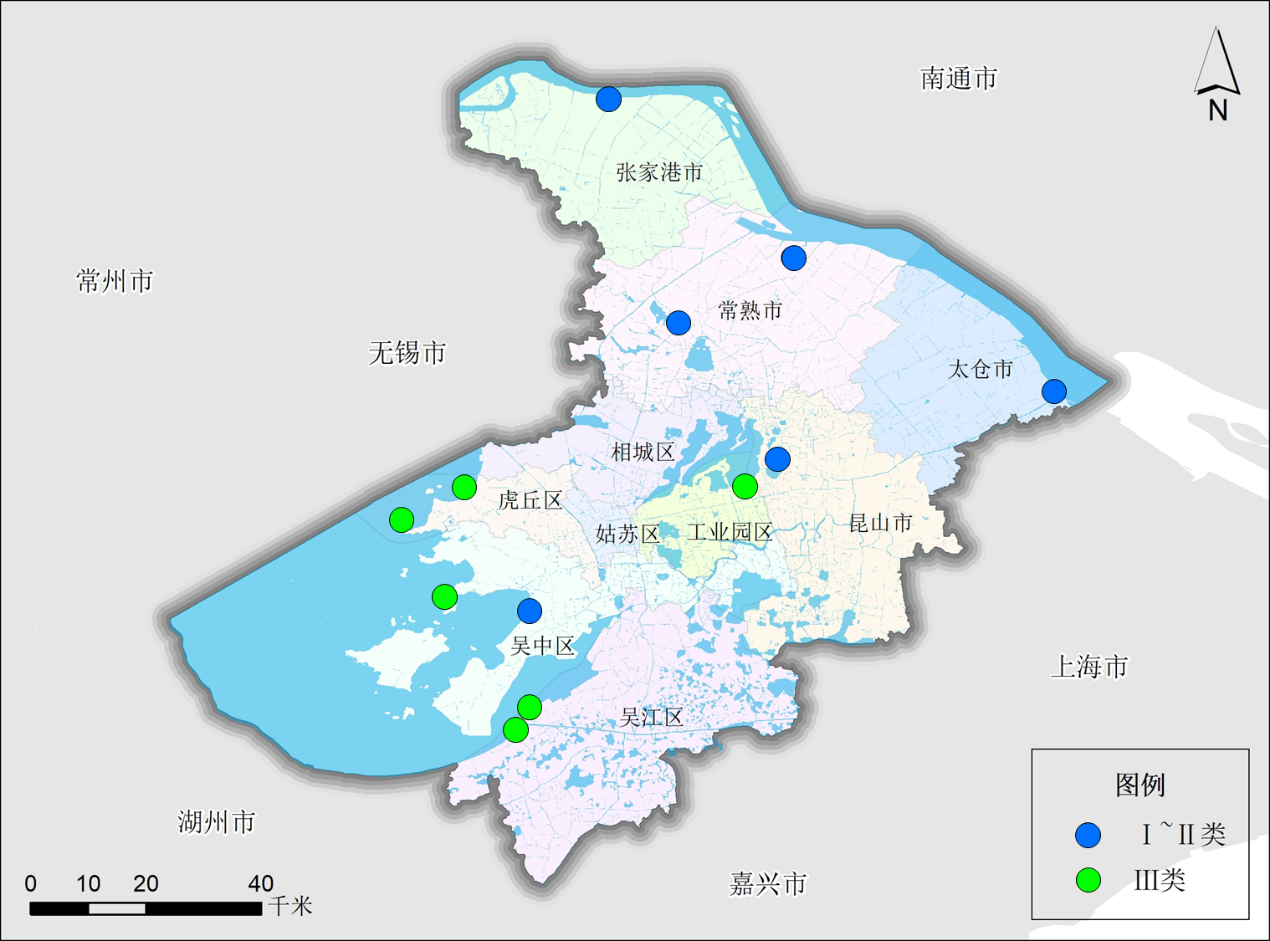 南通市
N
张家港市
常州市
常熟市
无锡市
太仓市
相城区
虎丘区
昆山市
姑苏区
工业园区
吴中区
上海市
吴江区
图例
湖州市
Ⅰ~Ⅱ类
Ⅲ类
嘉兴市
0 10 20 40
千米